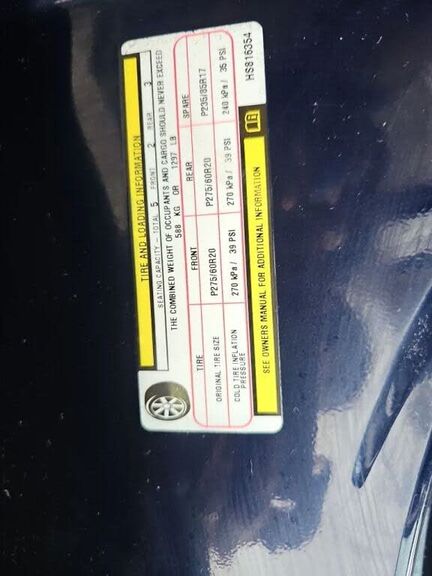 TIRE AND LOADING INFORMATION
SEATING CAPACITY - TOTAL 5 FRONT 2 REAR 3
THE COMBINED WEIGHT OF OCCUPANTS AND CARGO SHOULD NEVER EXCEED
588 KG OR 1297 LB
TIRE FRONT REAR SPARE
ORIGINAL TIRE SIZE P275/60R20 P275/60R20 P235/85R17
COLD TIRE INFLATION PRESSURE 270 kPa / 39 PSI 270 kPa / 39 PSI 240 kPa / 35 PSI
SEE OWNERS MANUAL FOR ADDITIONAL INFORMATION
HS816354